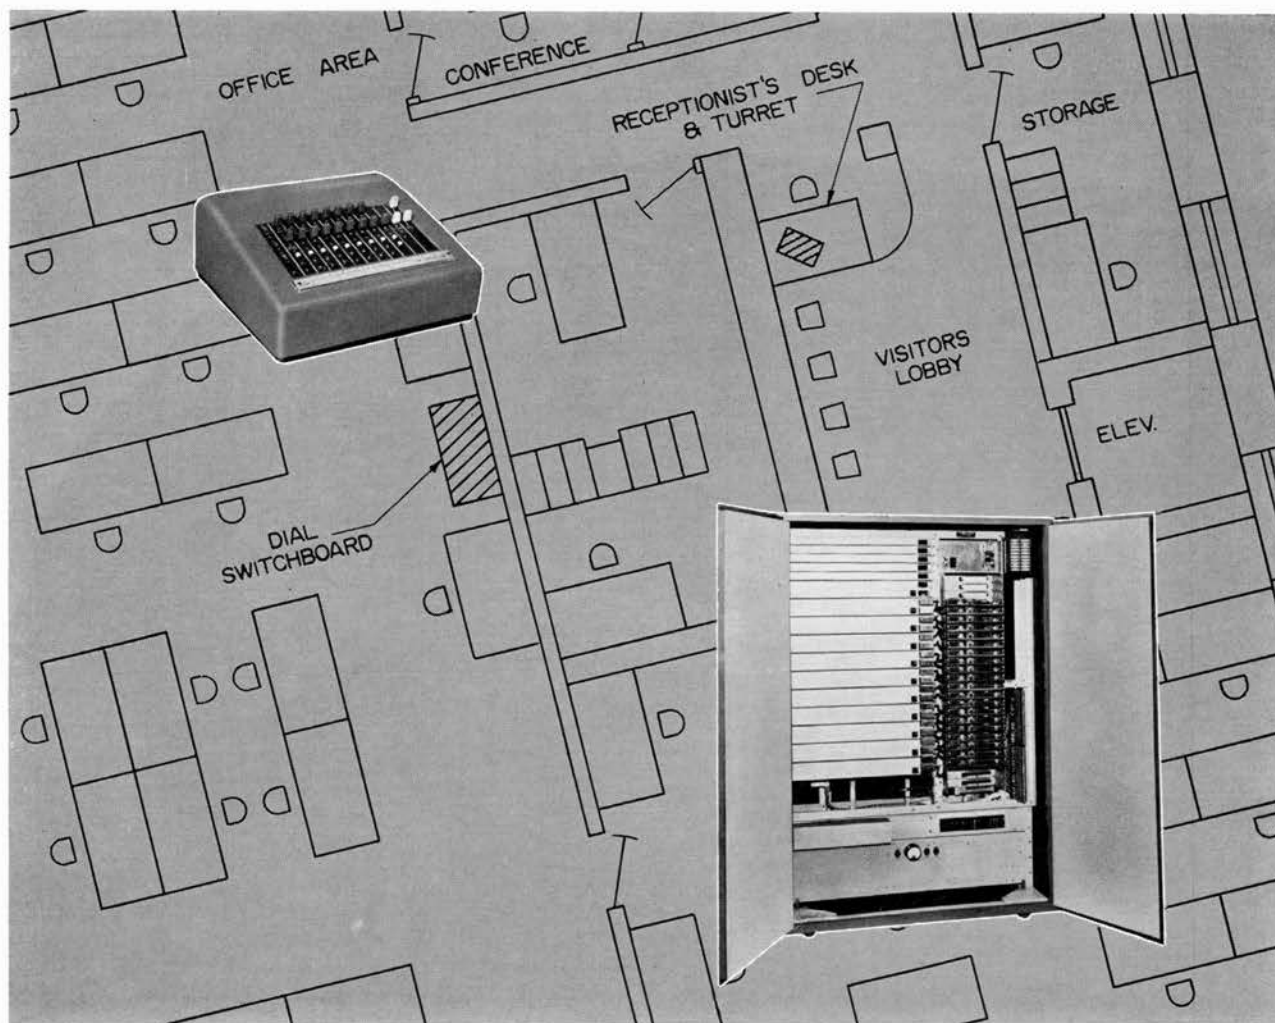 OFFICE AREA
CONFERENCE
RECEPTIONIST'S DESK
& TURRET
STORAGE
VISITORS
LOBBY
ELEV.
DIAL
SWITCHBOARD